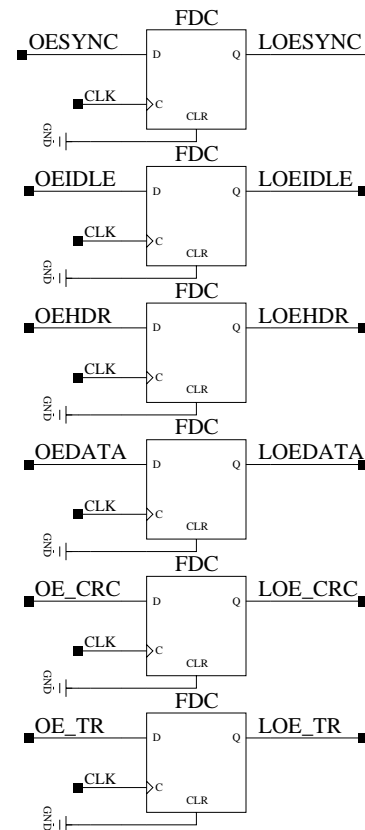 FDC
OESYNC D Q LOESYNC
CLK C
CLR
GND
FDC
OEIDLE D Q LOEIDLE
CLK C
CLR
GND
FDC
OEHDR D Q LOEHDR
CLK C
CLR
GND
FDC
OEDATA D Q LOEDATA
CLK C
CLR
GND
FDC
OE_CRC D Q LOE_CRC
CLK C
CLR
GND
FDC
OE_TR D Q LOE_TR
CLK C
CLR
GND